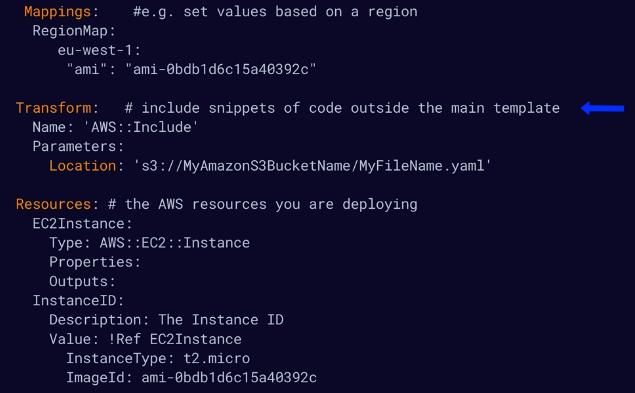 Mappings:    #e.g. set values based on a region
  RegionMap:
     eu-west-1:
      "ami": "ami-0bdb1d6c15a40392c"
Transform:   # include snippets of code outside the main template
  Name: 'AWS::Include'
  Parameters:
    Location: 's3://MyAmazonS3BucketName/MyFileName.yaml'
Resources: # the AWS resources you are deploying
  EC2Instance:
    Type: AWS::EC2::Instance
    Properties:
    Outputs:
  InstanceID:
    Description: The Instance ID
    Value: !Ref EC2Instance
      InstanceType: t2.micro
      ImageId: ami-0bdb1d6c15a40392c